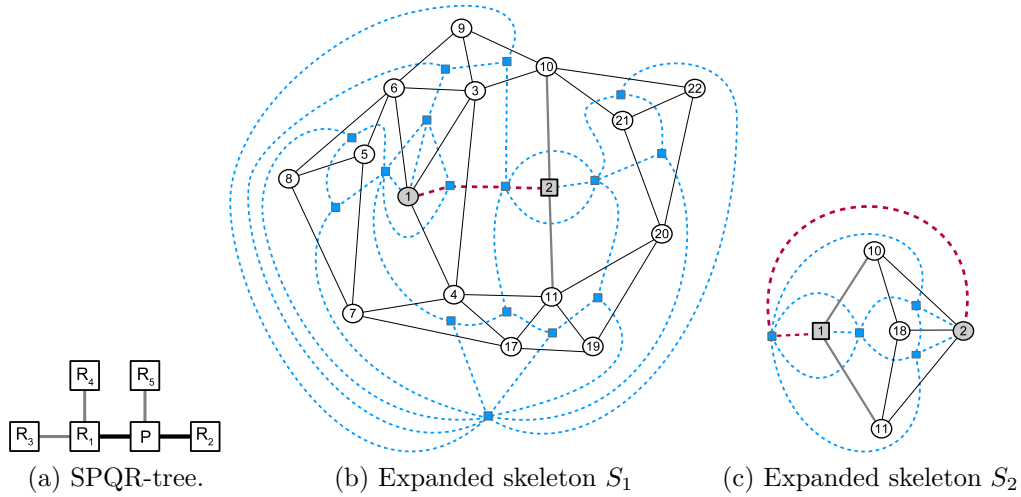 9
10
6
3
22
21
5
8
1
2
20
10
4
11
7
1
18
2
17
19
R₄
R₅
11
R₃
R₁
P
R₂
(a) SPQR-tree.
(b) Expanded skeleton S₁
(c) Expanded skeleton S₂